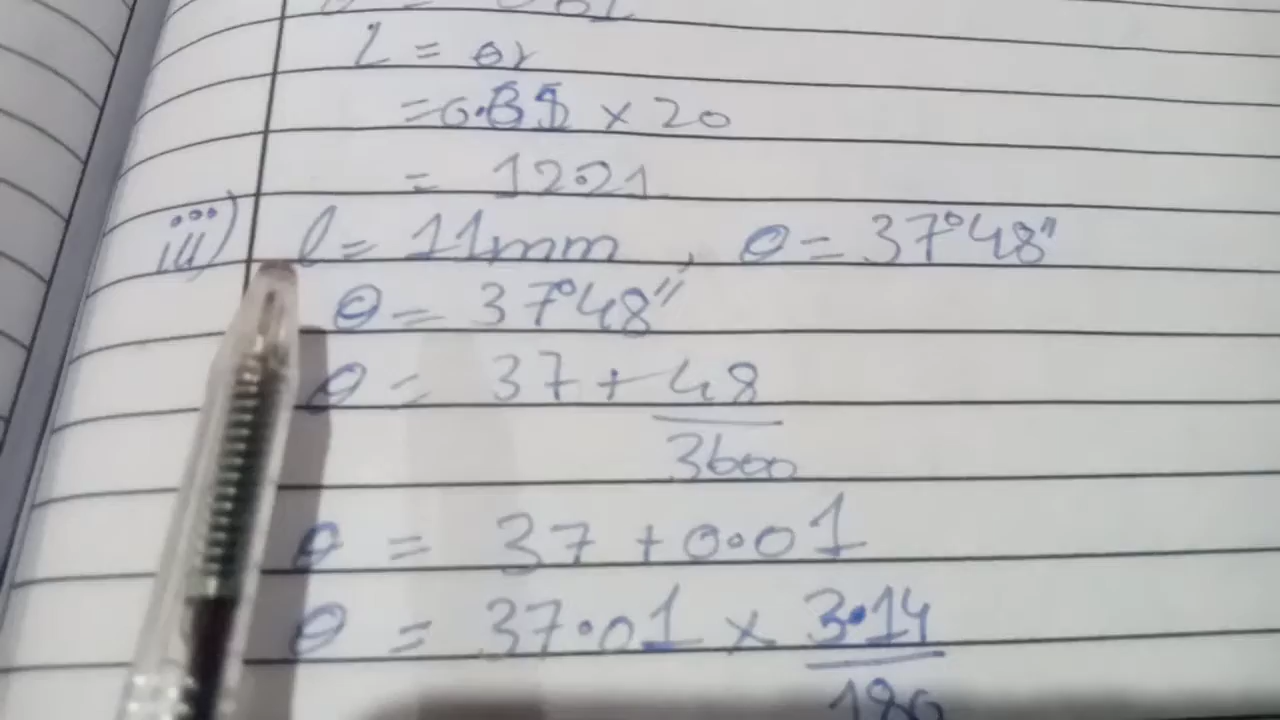 L = θr
= 0.61 × 20
= 12.21
iii) l = 11mm, θ = 37°48"
θ = 37°48"
θ = 37 + 48
3600
θ = 37 + 0.01
θ = 37.01 × 3.14
180